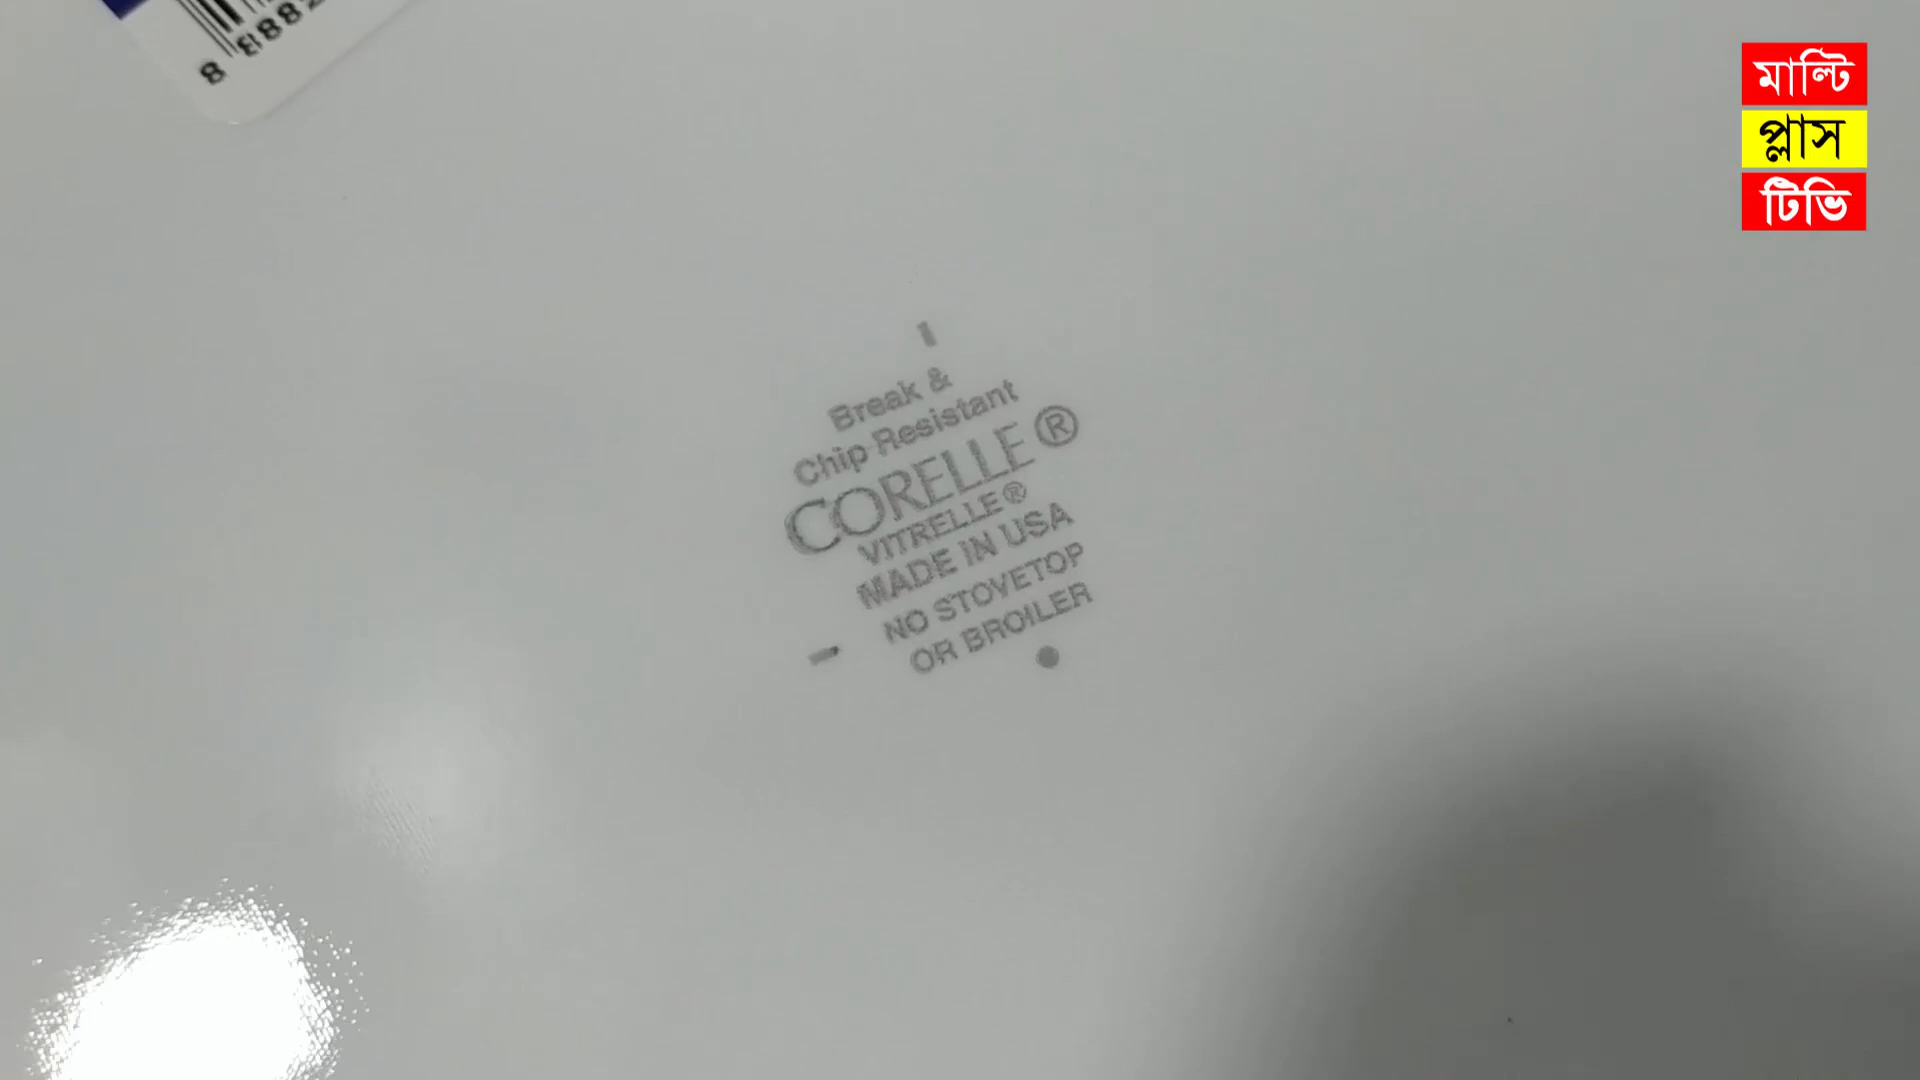 মাল্টি
প্লাস
টিভি
Break &
Chip Resistant
CORELLE®
VITRELLE®
MADE IN USA
NO STOVETOP
OR BROILER